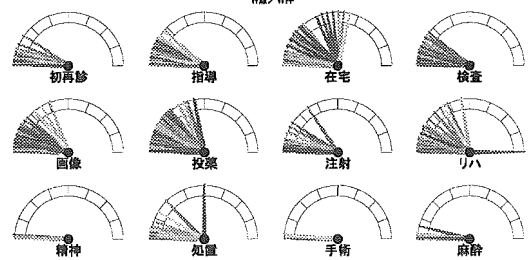 初再診 指導 在宅 検査
画像 投薬 注射 リハ
精神 処置 手術 麻酔